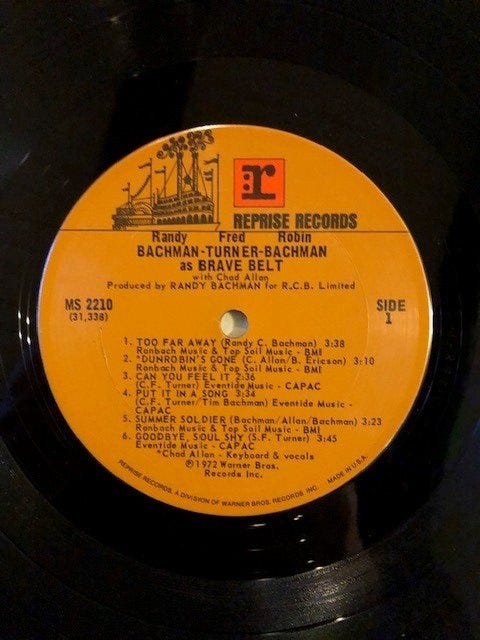 r
REPRISE RECORDS
Randy Fred Robin
BACHMAN-TURNER-BACHMAN
as BRAVE BELT
with Chad Allan
Produced by RANDY BACHMAN for R.C.B. Limited
MS 2210
(31,338)
SIDE
1
1. TOO FAR AWAY (Randy C. Bachman) 3:38
Ranbach Music & Top Soil Music - BMI
2. *DUNROBIN'S GONE (C. Allan/B. Ericson) 3:10
Ranbach Music & Top Soil Music - BMI
3. CAN YOU FEEL IT 2:36
(C.F. Turner) Eventide Music - CAPAC
4. PUT IT IN A SONG 3:34
(C.F. Turner/Tim Bachman) Eventide Music -
CAPAC
5. SUMMER SOLDIER (Bachman/Allan/Bachman) 3:23
Ranbach Music & Top Soil Music - BMI
6. GOODBYE, SOUL SHY (S.F. Turner) 3:45
Eventide Music - CAPAC
*Chad Allan - Keyboard & vocals
℗©1972 Warner Bros.
Records Inc.
REPRISE RECORDS, A DIVISION OF WARNER BROS. RECORDS INC. MADE IN U.S.A.